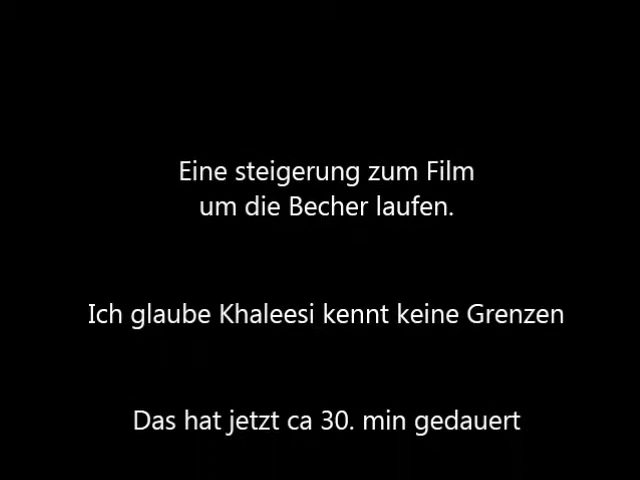 Eine steigerung zum Film
um die Becher laufen.
Ich glaube Khaleesi kennt keine Grenzen
Das hat jetzt ca 30. min gedauert